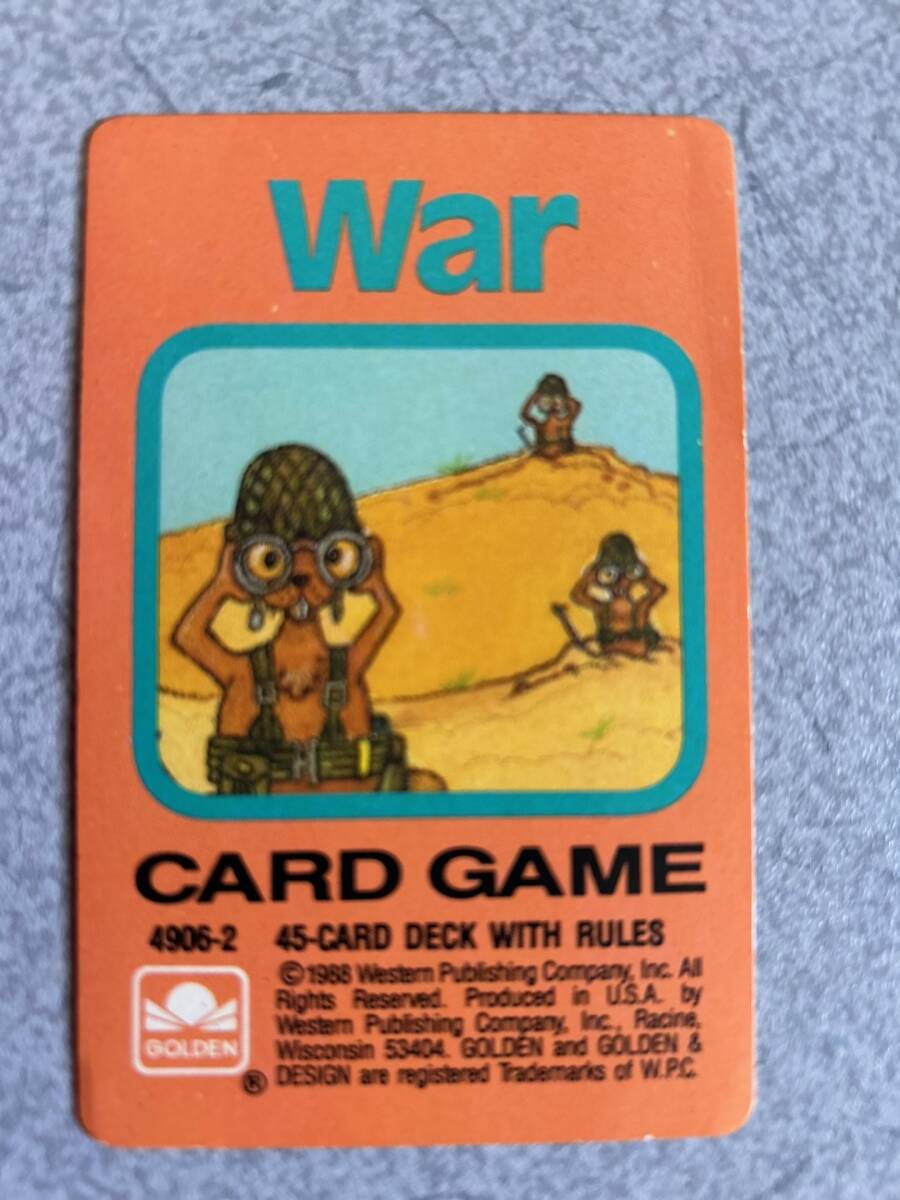 War
CARD GAME
4906-2 45-CARD DECK WITH RULES
©1988 Western Publishing Company, Inc. All
Rights Reserved. Produced in U.S.A. by
Western Publishing Company, Inc., Racine,
Wisconsin 53404. GOLDEN and GOLDEN &
DESIGN are registered Trademarks of W.P.C.
GOLDEN
®